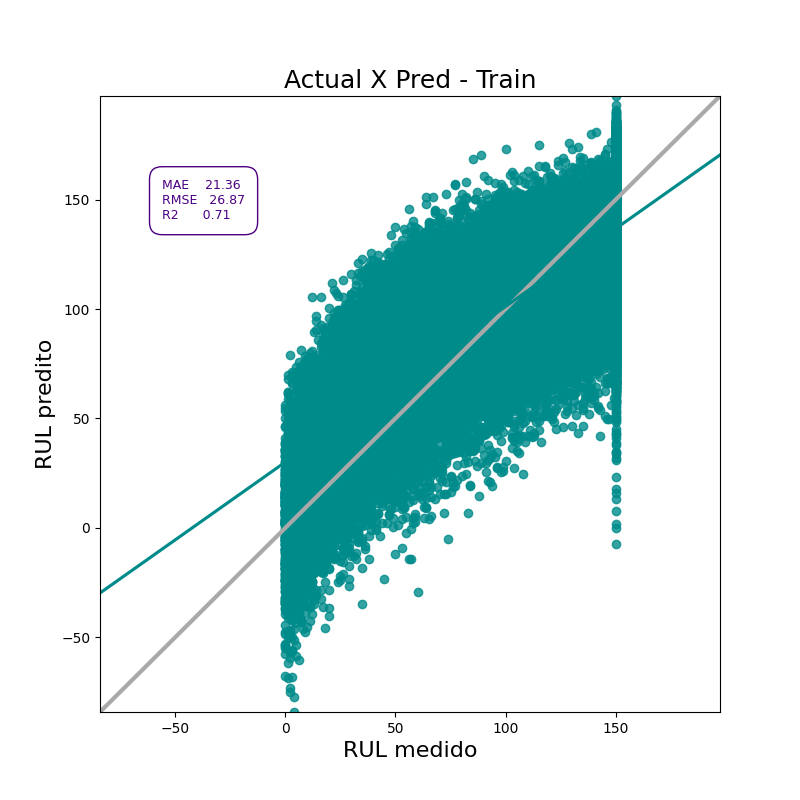 Actual X Pred - Train
MAE 21.36
RMSE 26.87
R2 0.71
150
100
50
0
−50
RUL predito
−50 0 50 100 150
RUL medido